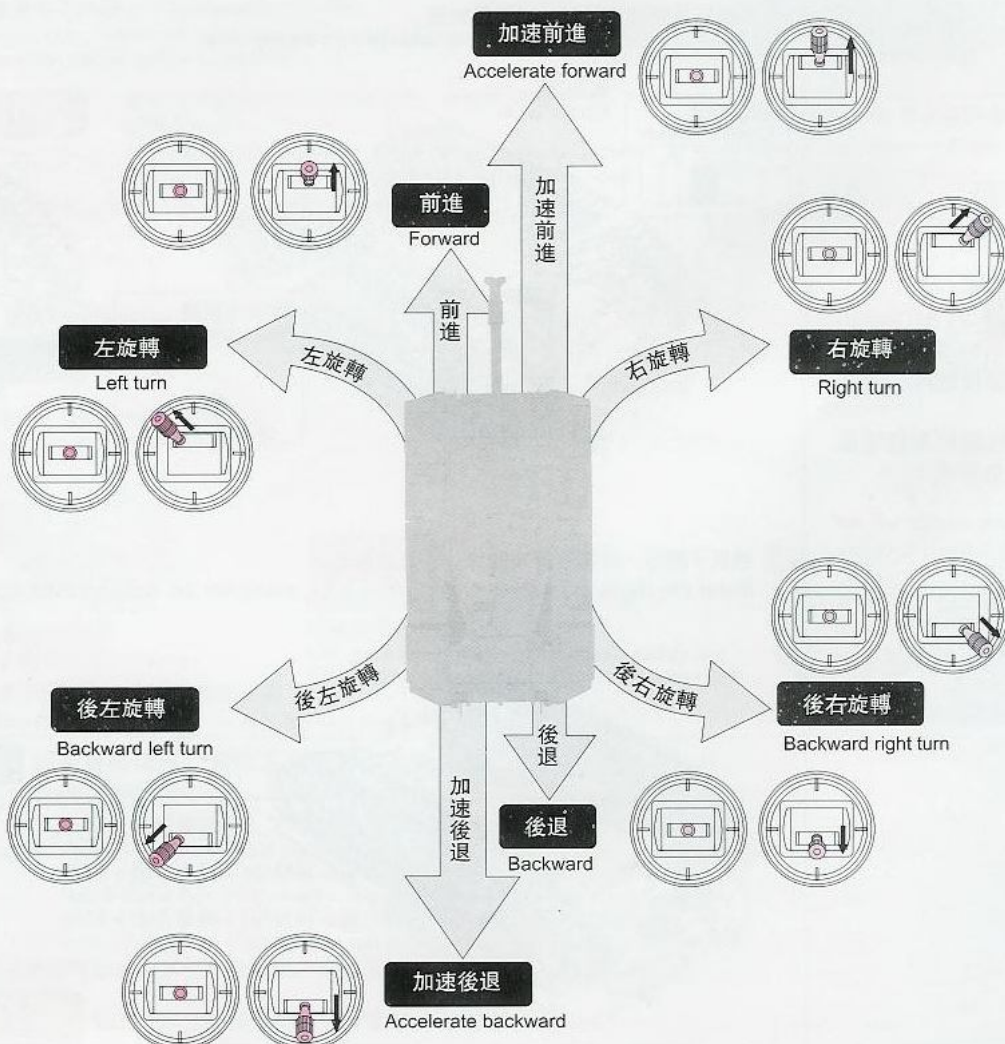 加速前進
Accelerate forward
前進
Forward
加速前進
前進
左旋轉
Left turn
左旋轉
右旋轉
右旋轉
Right turn
後左旋轉
Backward left turn
後左旋轉
後右旋轉
後右旋轉
Backward right turn
加速後退
後退
後退
Backward
加速後退
Accelerate backward